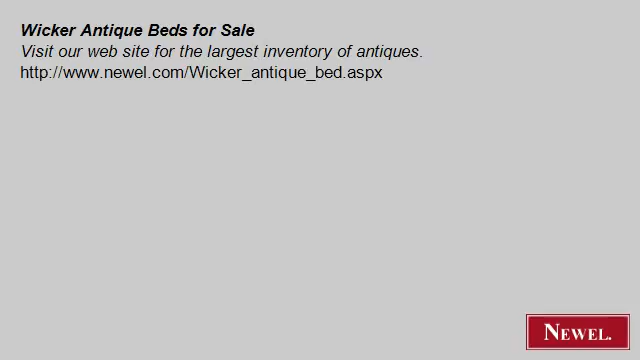 Wicker Antique Beds for Sale
Visit our web site for the largest inventory of antiques.
http://www.newel.com/Wicker_antique_bed.aspx
NEWEL.